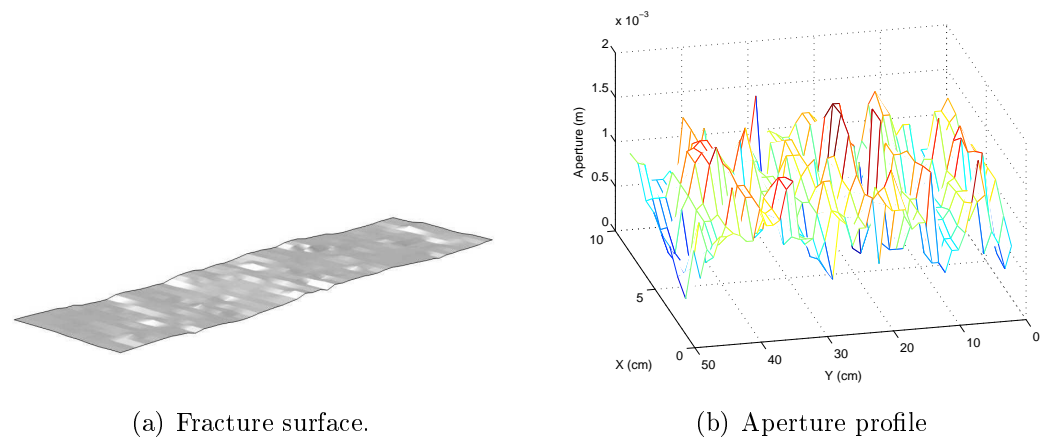 x 10⁻³
2
1.5
1
0.5
0
Aperture (m)
10
5
0
X (cm)
50
40
30
20
10
0
Y (cm)
(a) Fracture surface.
(b) Aperture profile